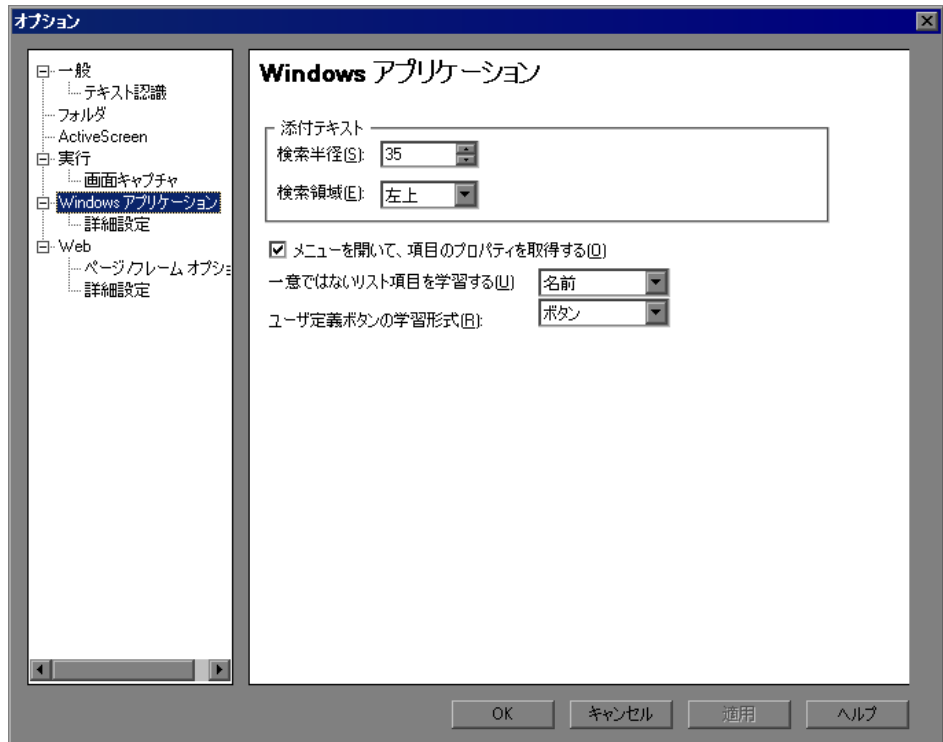 オプション
一般
テキスト認識
フォルダ
ActiveScreen
実行
画面キャプチャ
Windows アプリケーション
詳細設定
Web
ページ/フレーム オプショ
詳細設定
Windows アプリケーション
添付テキスト
検索半径(S): 35
検索領域(E): 左上
メニューを開いて、項目のプロパティを取得する(O)
一意ではないリスト項目を学習する(U) 名前
ユーザ定義ボタンの学習形式(R): ボタン
OK キャンセル 適用 ヘルプ